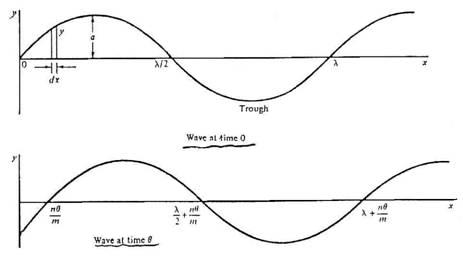 y
y
a
0
dx
λ/2
λ
x
Trough
Wave at time 0
y
nθ/m
λ/2 + nθ/m
λ + nθ/m
x
Wave at time θ